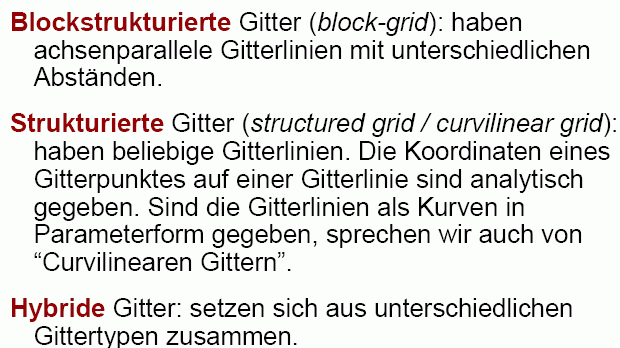 Blockstrukturierte Gitter (block-grid): haben
achsenparallele Gitterlinien mit unterschiedlichen
Abständen.
Strukturierte Gitter (structured grid / curvilinear grid):
haben beliebige Gitterlinien. Die Koordinaten eines
Gitterpunktes auf einer Gitterlinie sind analytisch
gegeben. Sind die Gitterlinien als Kurven in
Parameterform gegeben, sprechen wir auch von
“Curvilinearen Gittern”.
Hybride Gitter: setzen sich aus unterschiedlichen
Gittertypen zusammen.